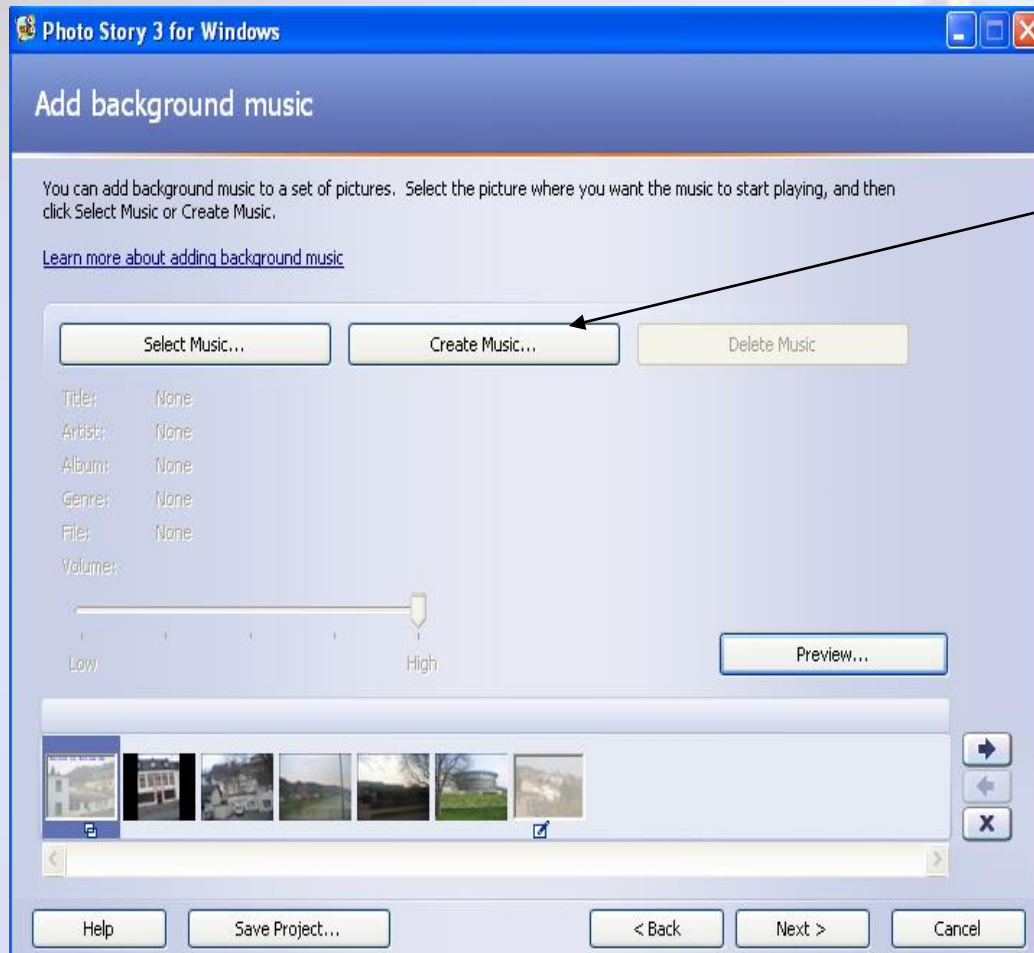 Photo Story 3 for Windows
Add background music
You can add background music to a set of pictures. Select the picture where you want the music to start playing, and then
click Select Music or Create Music.
Learn more about adding background music
Select Music...
Create Music...
Delete Music
Title: None
Artist: None
Album: None
Genre: None
File: None
Volume:
Low High
Preview...
Help
Save Project...
< Back
Next >
Cancel